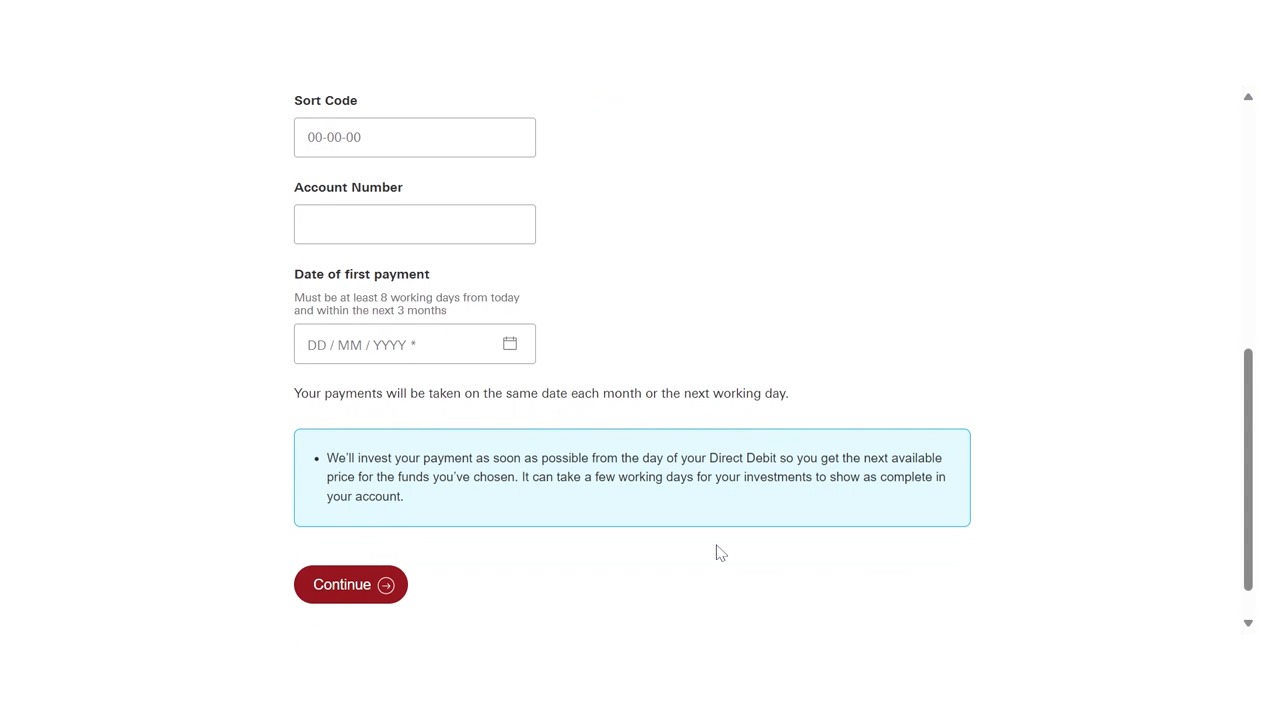 Sort Code
00-00-00
Account Number
Date of first payment
Must be at least 8 working days from today
and within the next 3 months
DD / MM / YYYY *
Your payments will be taken on the same date each month or the next working day.
• We'll invest your payment as soon as possible from the day of your Direct Debit so you get the next available
price for the funds you've chosen. It can take a few working days for your investments to show as complete in
your account.
Continue